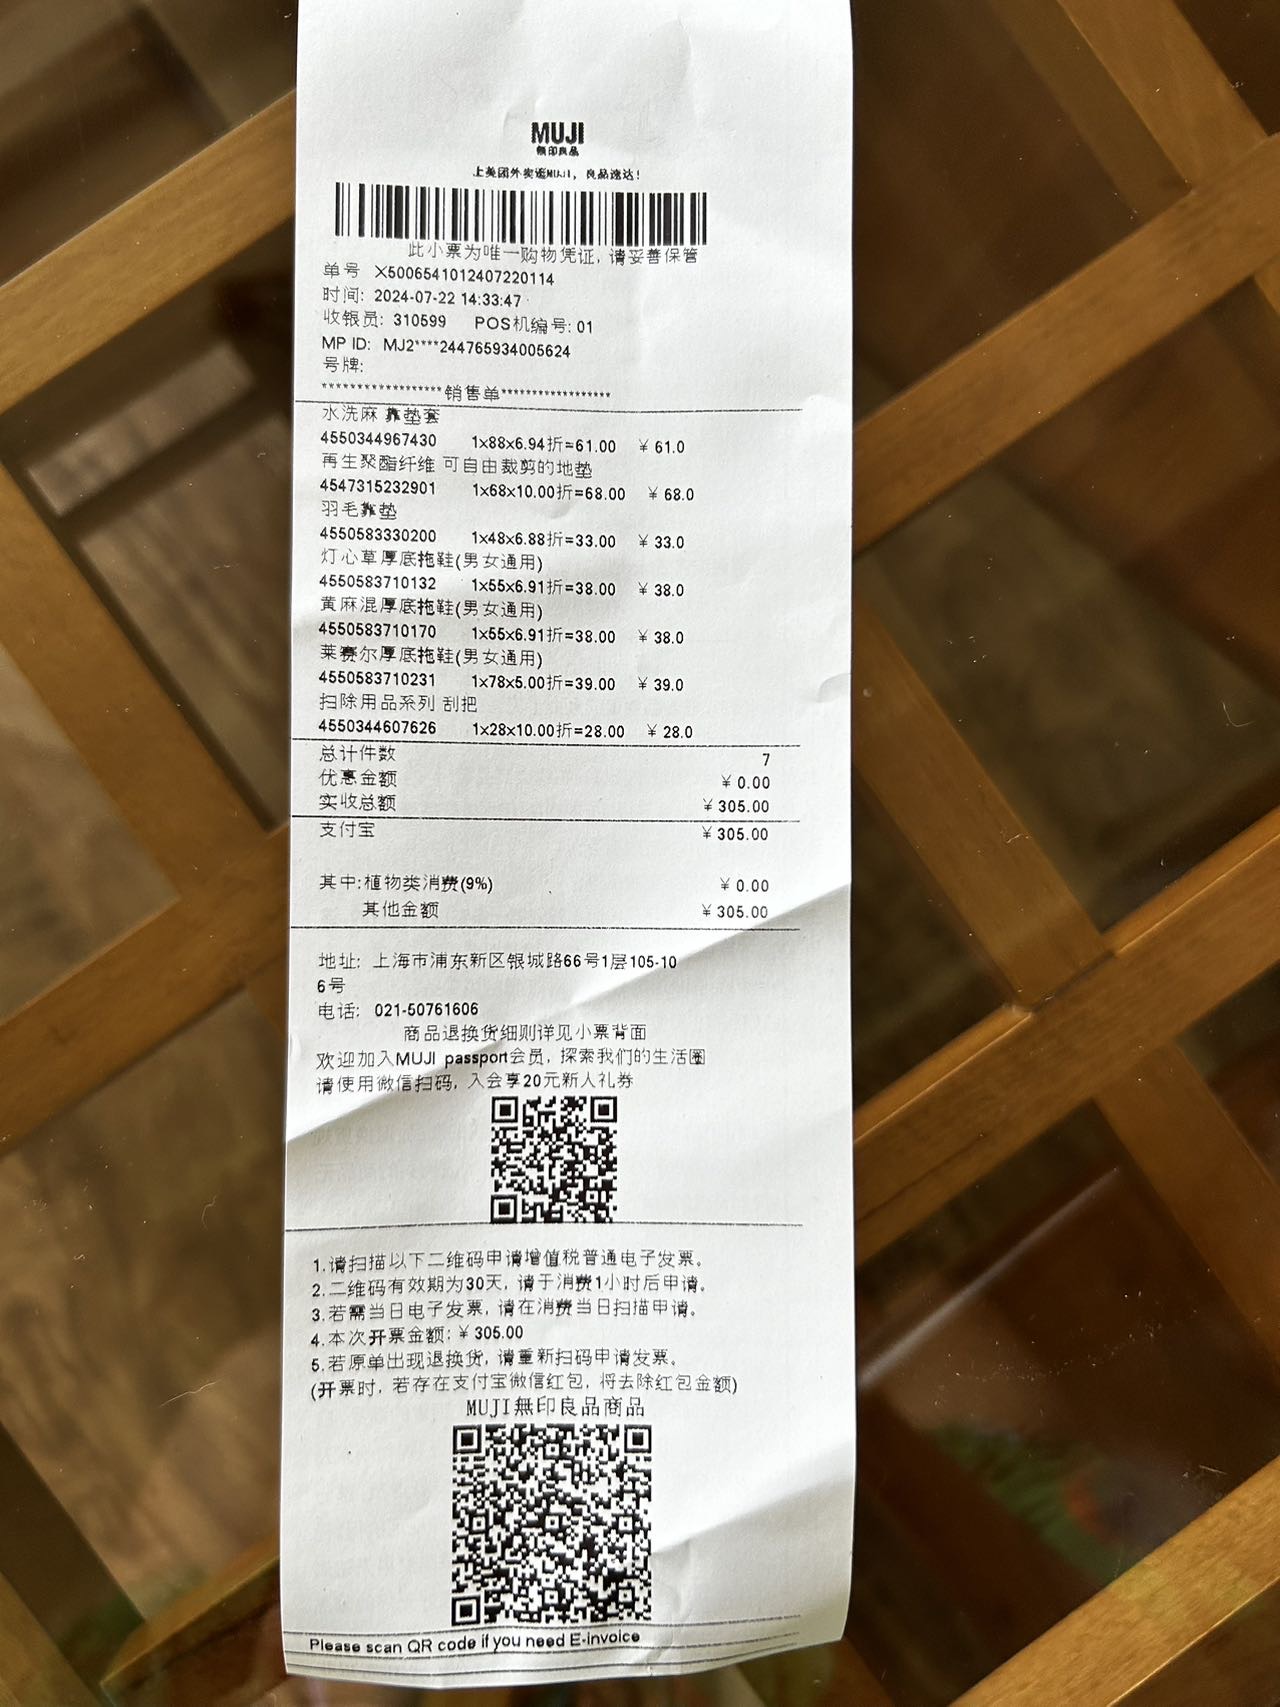 MUJI
無印良品
上美团外卖逛MUJI，良品速达！
此小票为唯一购物凭证，请妥善保管
单号 X5006541012407220114
时间: 2024-07-22 14:33:47
收银员: 310599 POS机编号: 01
MP ID: MJ2****244765934005624
号牌:
******************销售单*****************
水洗麻 靠垫套
4550344967430 1x88x6.94折=61.00 ￥61.0
再生聚酯纤维 可自由裁剪的地垫
4547315232901 1x68x10.00折=68.00 ￥68.0
羽毛靠垫
4550583330200 1x48x6.88折=33.00 ￥33.0
灯心草厚底拖鞋(男女通用)
4550583710132 1x55x6.91折=38.00 ￥38.0
黄麻混厚底拖鞋(男女通用)
4550583710170 1x55x6.91折=38.00 ￥38.0
莱赛尔厚底拖鞋(男女通用)
4550583710231 1x78x5.00折=39.00 ￥39.0
扫除用品系列 刮把
4550344607626 1x28x10.00折=28.00 ￥28.0
总计件数 7
优惠金额 ￥0.00
实收总额 ￥305.00
支付宝 ￥305.00
其中:植物类消费(9%) ￥0.00
其他金额 ￥305.00
地址: 上海市浦东新区银城路66号1层105-10
6号
电话: 021-50761606
商品退换货细则详见小票背面
欢迎加入MUJI passport会员, 探索我们的生活圈
请使用微信扫码, 入会享20元新人礼券
1.请扫描以下二维码申请增值税普通电子发票。
2.二维码有效期为30天, 请于消费1小时后申请。
3.若需当日电子发票, 请在消费当日扫描申请。
4.本次开票金额: ￥305.00
5.若原单出现退换货, 请重新扫码申请发票。
(开票时, 若存在支付宝微信红包, 将去除红包金额)
MUJI無印良品商品
Please scan QR code if you need E-invoice